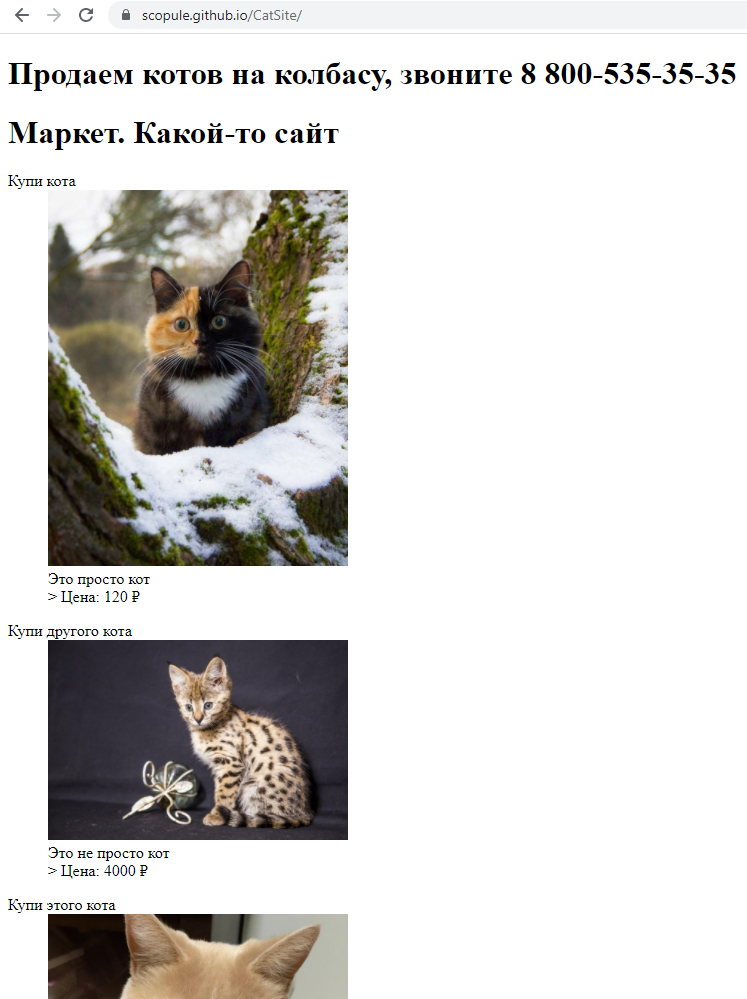 scopule.github.io/CatSite/
Продаем котов на колбасу, звоните 8 800-535-35-35
Маркет. Какой-то сайт
Купи кота
Это просто кот
> Цена: 120 ₽
Купи другого кота
Это не просто кот
> Цена: 4000 ₽
Купи этого кота